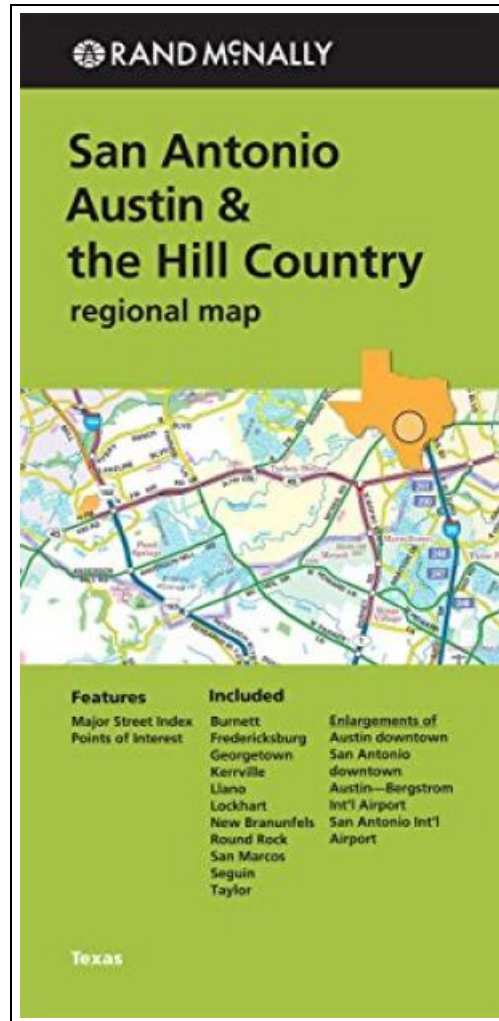 RAND McNALLY
San Antonio
Austin &
the Hill Country
regional map
Features
Major Street Index
Points of Interest
Included
Burnett
Fredericksburg
Georgetown
Kerrville
Llano
Lockhart
New Branunfels
Round Rock
San Marcos
Seguin
Taylor
Enlargements of
Austin downtown
San Antonio
downtown
Austin—Bergstrom
Int'l Airport
San Antonio Int'l
Airport
Texas